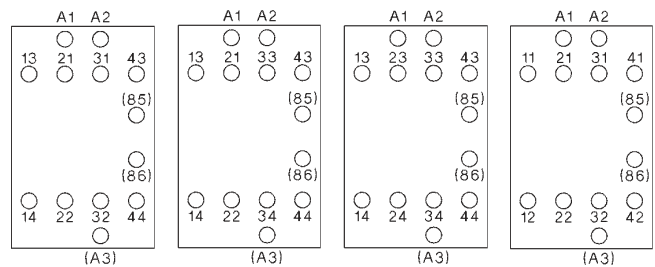 A1 A2 A1 A2 A1 A2 A1 A2
13 21 31 43 13 21 33 43 13 23 33 43 11 21 31 41
(85) (85) (85) (85)
(86) (86) (86) (86)
14 22 32 44 14 22 34 44 14 24 34 44 12 22 32 42
(A3) (A3) (A3) (A3)